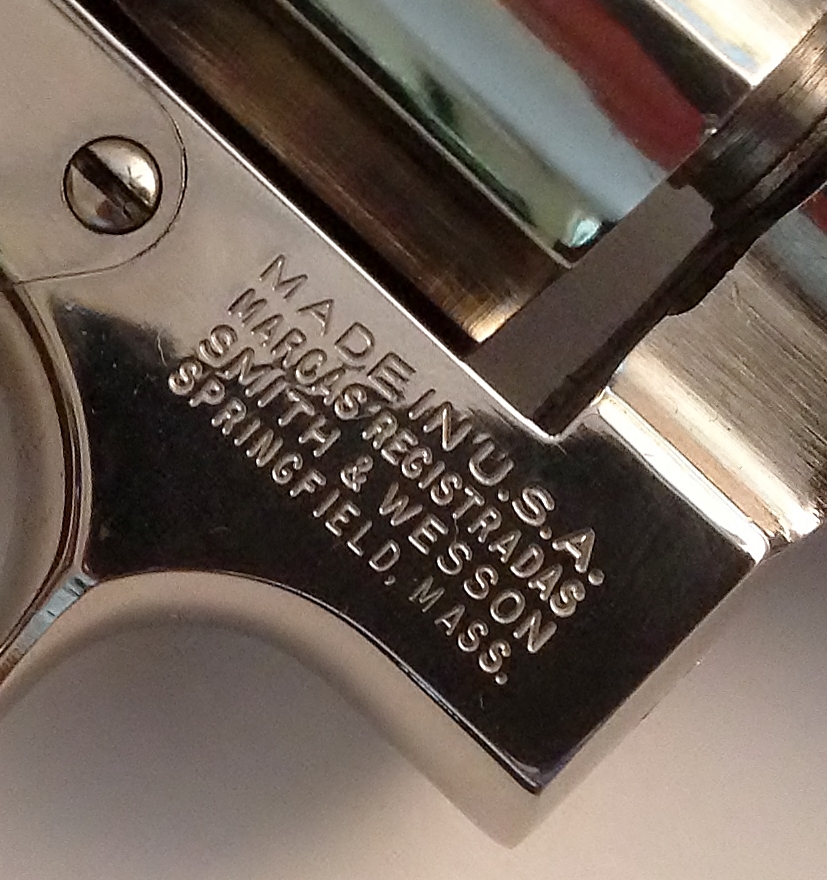 MADE IN U.S.A.
MARCAS REGISTRADAS
SMITH & WESSON
SPRINGFIELD, MASS.